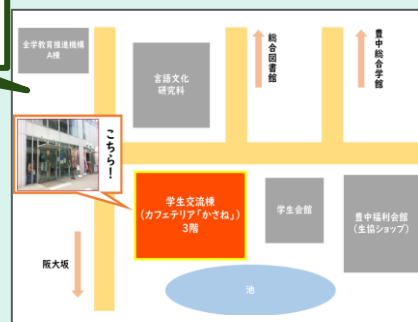 全学教育推進機構
A棟
言語文化
研究科
総合図書館
豊中総合学館
こちら！
学生交流棟
(カフェテリア「かさね」)
3階
学生会館
豊中福利会館
(生協ショップ)
阪大坂
池